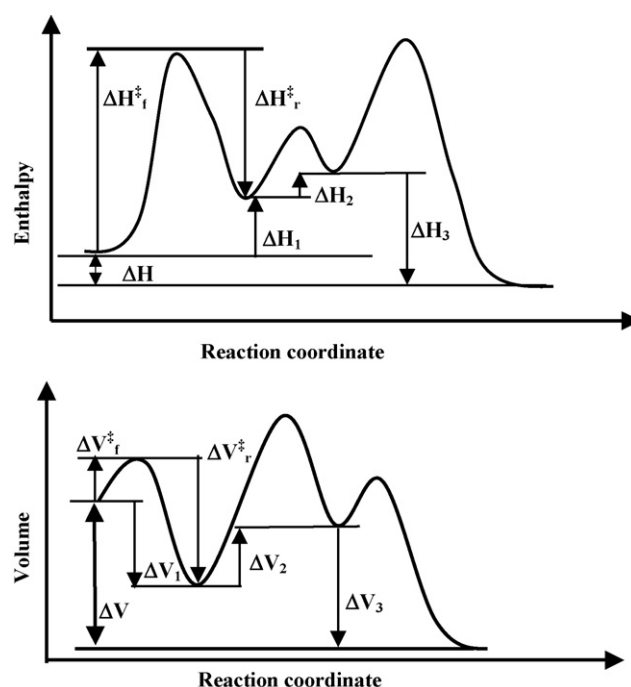 ΔH‡f
ΔH‡r
ΔH2
ΔH1
ΔH3
ΔH
Enthalpy
Reaction coordinate
ΔV‡f
ΔV‡r
ΔV1
ΔV2
ΔV3
ΔV
Volume
Reaction coordinate